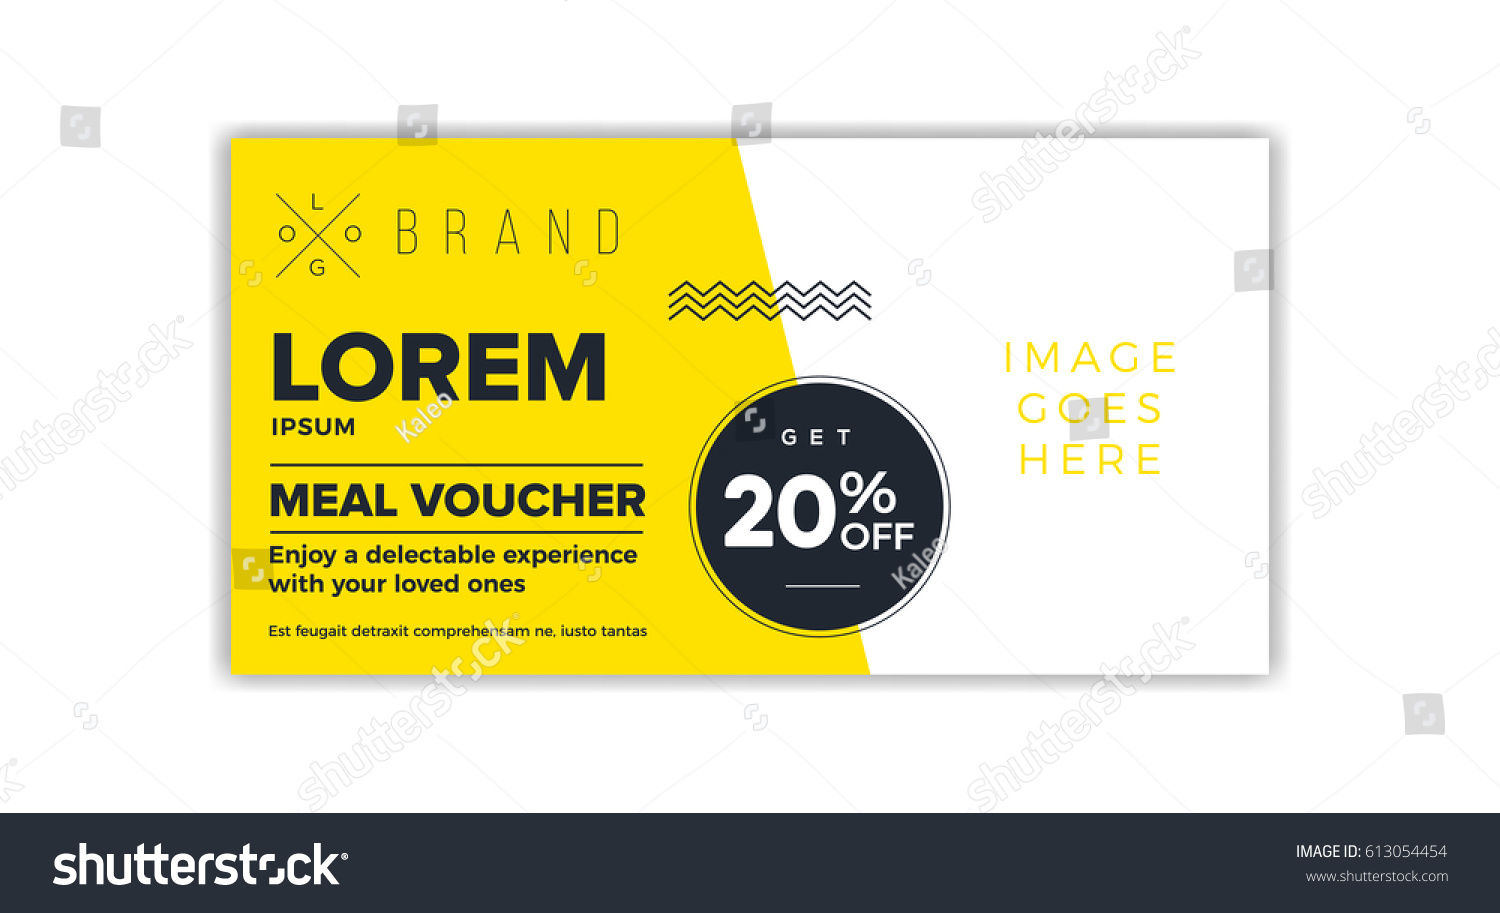 L
O O
G
BRAND
LOREM
IPSUM
MEAL VOUCHER
Enjoy a delectable experience
with your loved ones
Est feugait detraxit comprehensam ne, iusto tantas
GET
20%
OFF
IMAGE
GOES
HERE
shutterstock
shutterstock
shutterstock
shutterstock
shutterstock
shutterstock
Kaleo
Kaleo
shutterstock®
IMAGE ID: 613054454
www.shutterstock.com